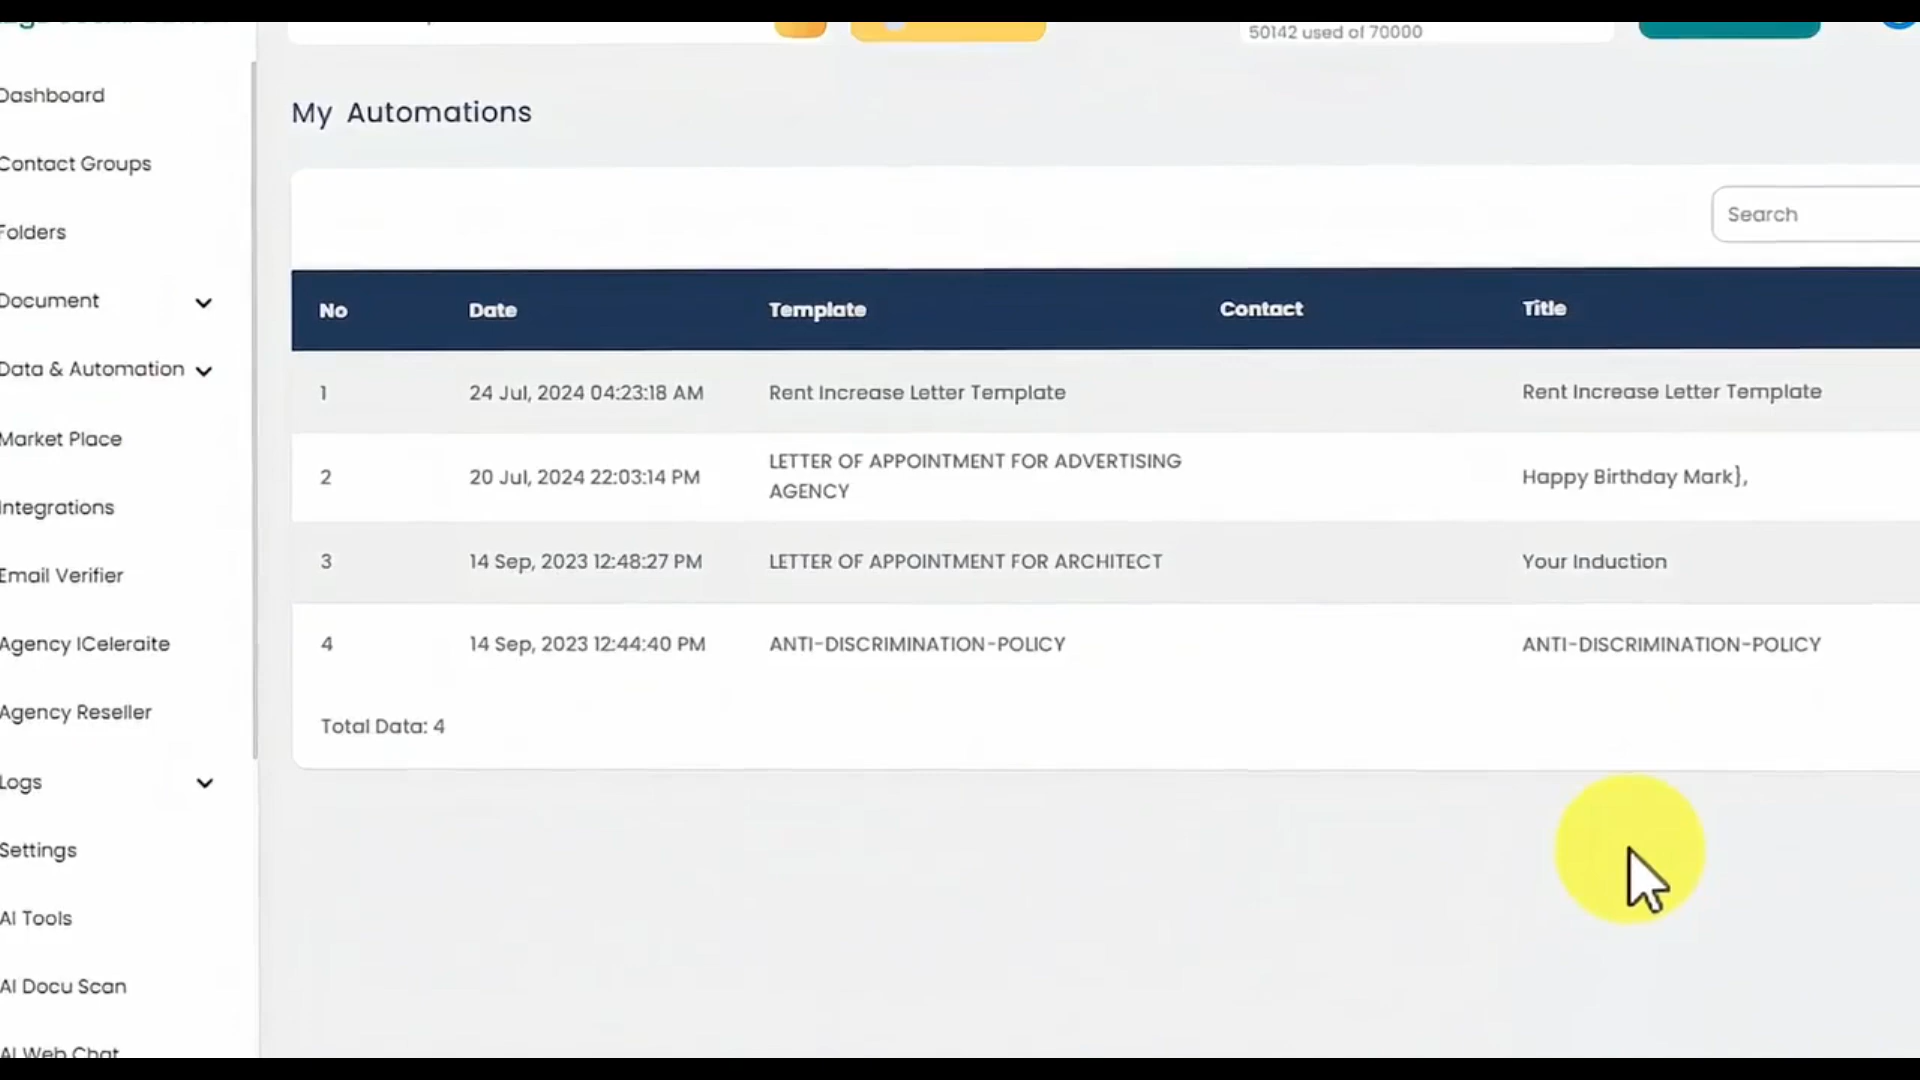 50142 used of 70000
Dashboard
Contact Groups
Folders
Document
Data & Automation
Market Place
Integrations
Email Verifier
Agency ICeleraite
Agency Reseller
Logs
Settings
AI Tools
AI Docu Scan
AI Web Chat
My Automations
Search
No Date Template Contact Title
1 24 Jul, 2024 04:23:18 AM Rent Increase Letter Template Rent Increase Letter Template
2 20 Jul, 2024 22:03:14 PM LETTER OF APPOINTMENT FOR ADVERTISING AGENCY Happy Birthday Mark},
3 14 Sep, 2023 12:48:27 PM LETTER OF APPOINTMENT FOR ARCHITECT Your Induction
4 14 Sep, 2023 12:44:40 PM ANTI-DISCRIMINATION-POLICY ANTI-DISCRIMINATION-POLICY
Total Data: 4